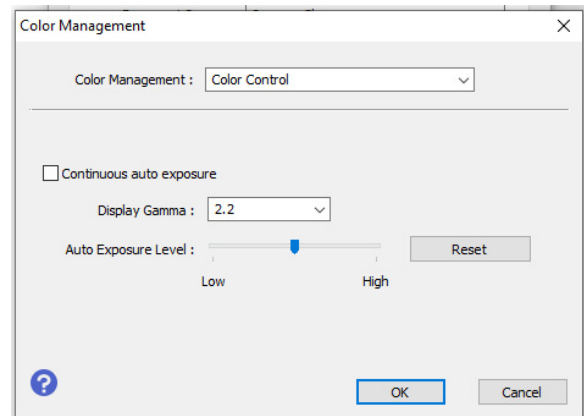 Color Management
Color Management : Color Control
Continuous auto exposure
Display Gamma : 2.2
Auto Exposure Level : Reset
Low High
?
OK Cancel